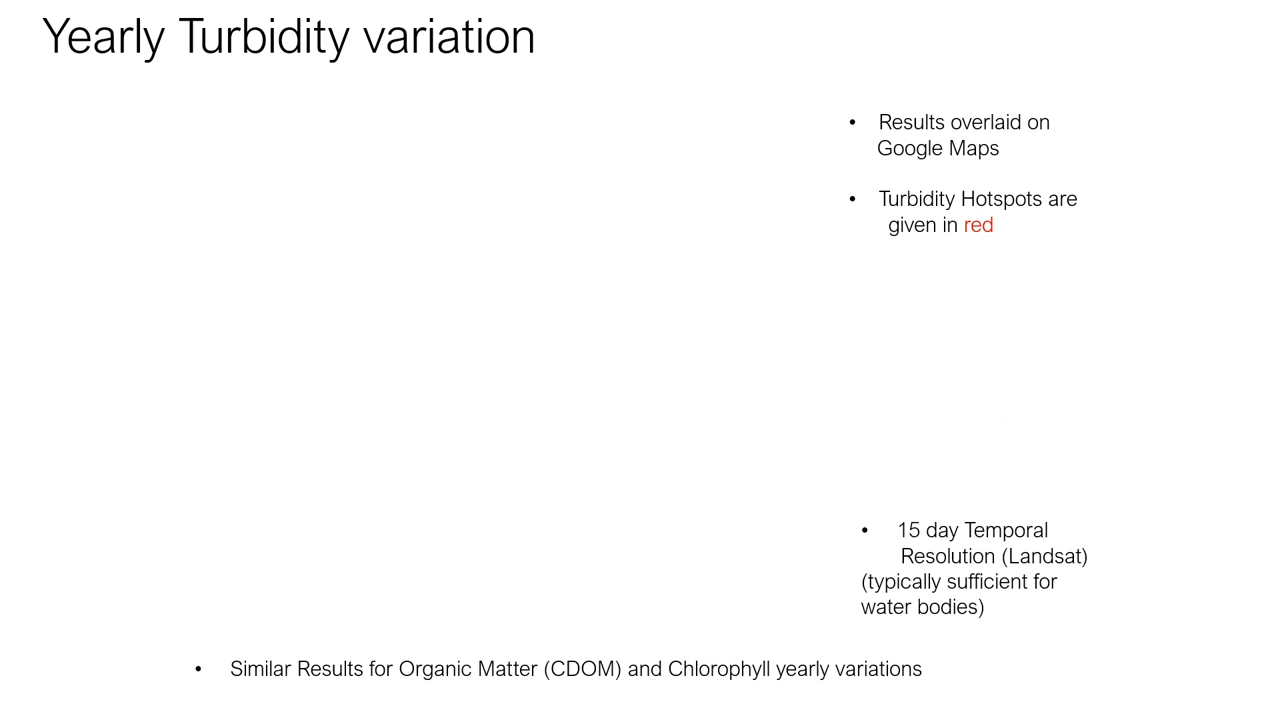 Yearly Turbidity variation
• Results overlaid on
Google Maps
• Turbidity Hotspots are
given in red
• 15 day Temporal
Resolution (Landsat)
(typically sufficient for
water bodies)
• Similar Results for Organic Matter (CDOM) and Chlorophyll yearly variations